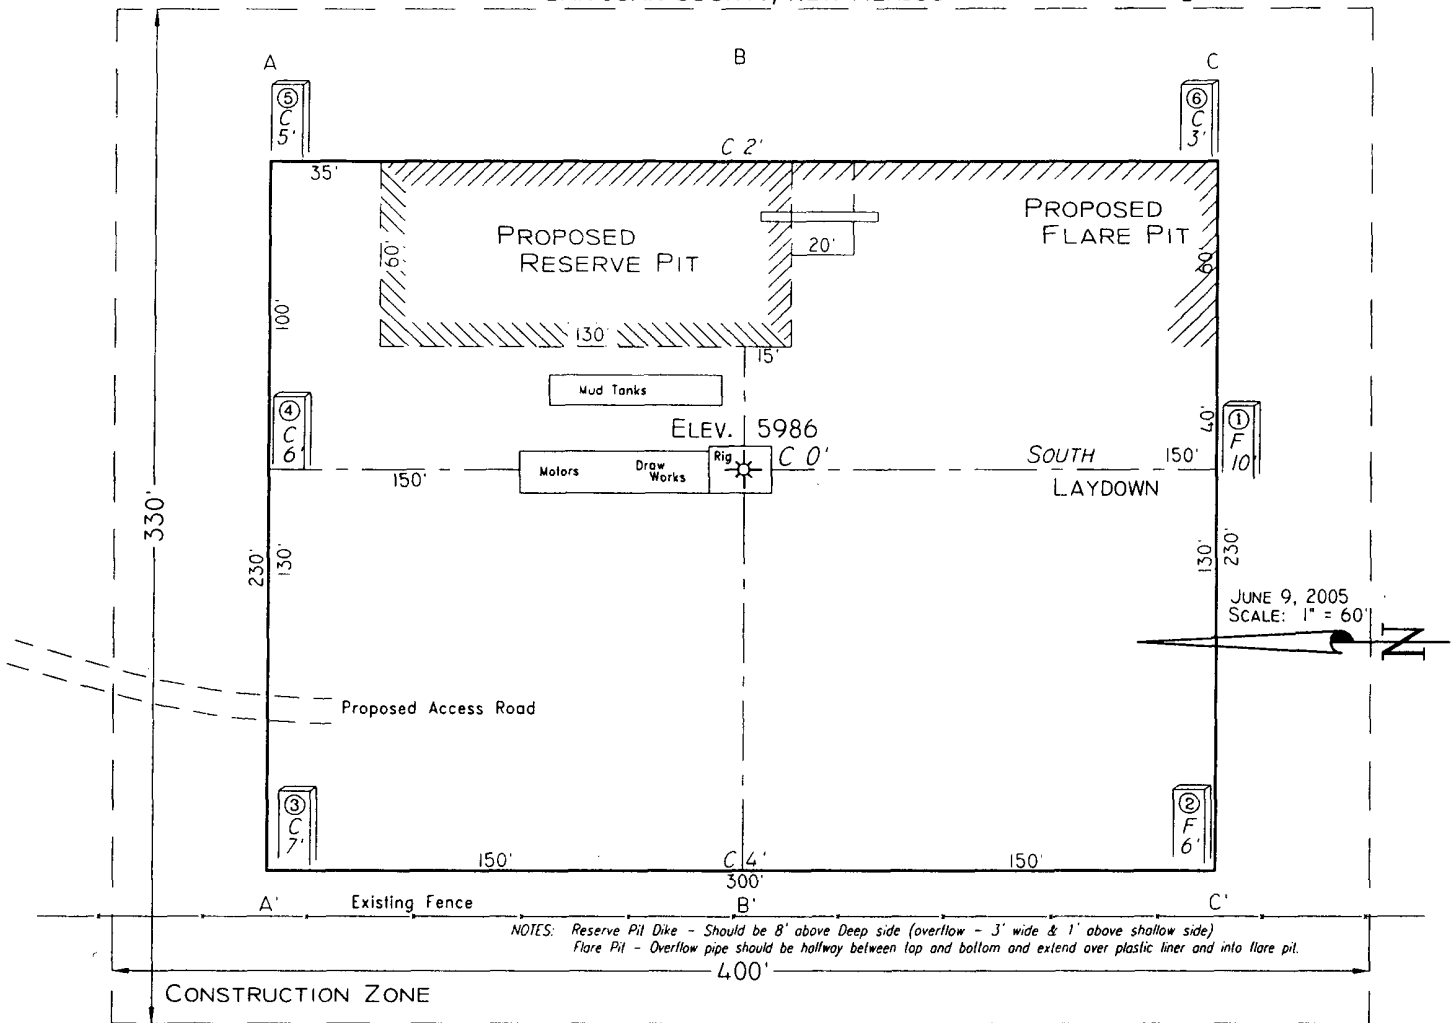 A
B
C
⑤
C
5'
⑥
C
3'
C 2'
35'
PROPOSED
RESERVE PIT
PROPOSED
FLARE PIT
60'
20'
60'
100'
130'
15'
Mud Tanks
④
C
6'
ELEV. 5986
40'
①
F
10'
Motors
Draw
Works
Rig
C 0'
SOUTH
150'
150'
LAYDOWN
330'
230'
130'
130'
230'
JUNE 9, 2005
SCALE: 1" = 60'
N
Proposed Access Road
③
C
7'
②
F
6'
150'
C 4'
150'
300'
A'
Existing Fence
B'
C'
NOTES: Reserve Pit Dike - Should be 8' above Deep side (overflow - 3' wide & 1' above shallow side)
Flare Pit - Overflow pipe should be halfway between top and bottom and extend over plastic liner and into flare pit.
400'
CONSTRUCTION ZONE